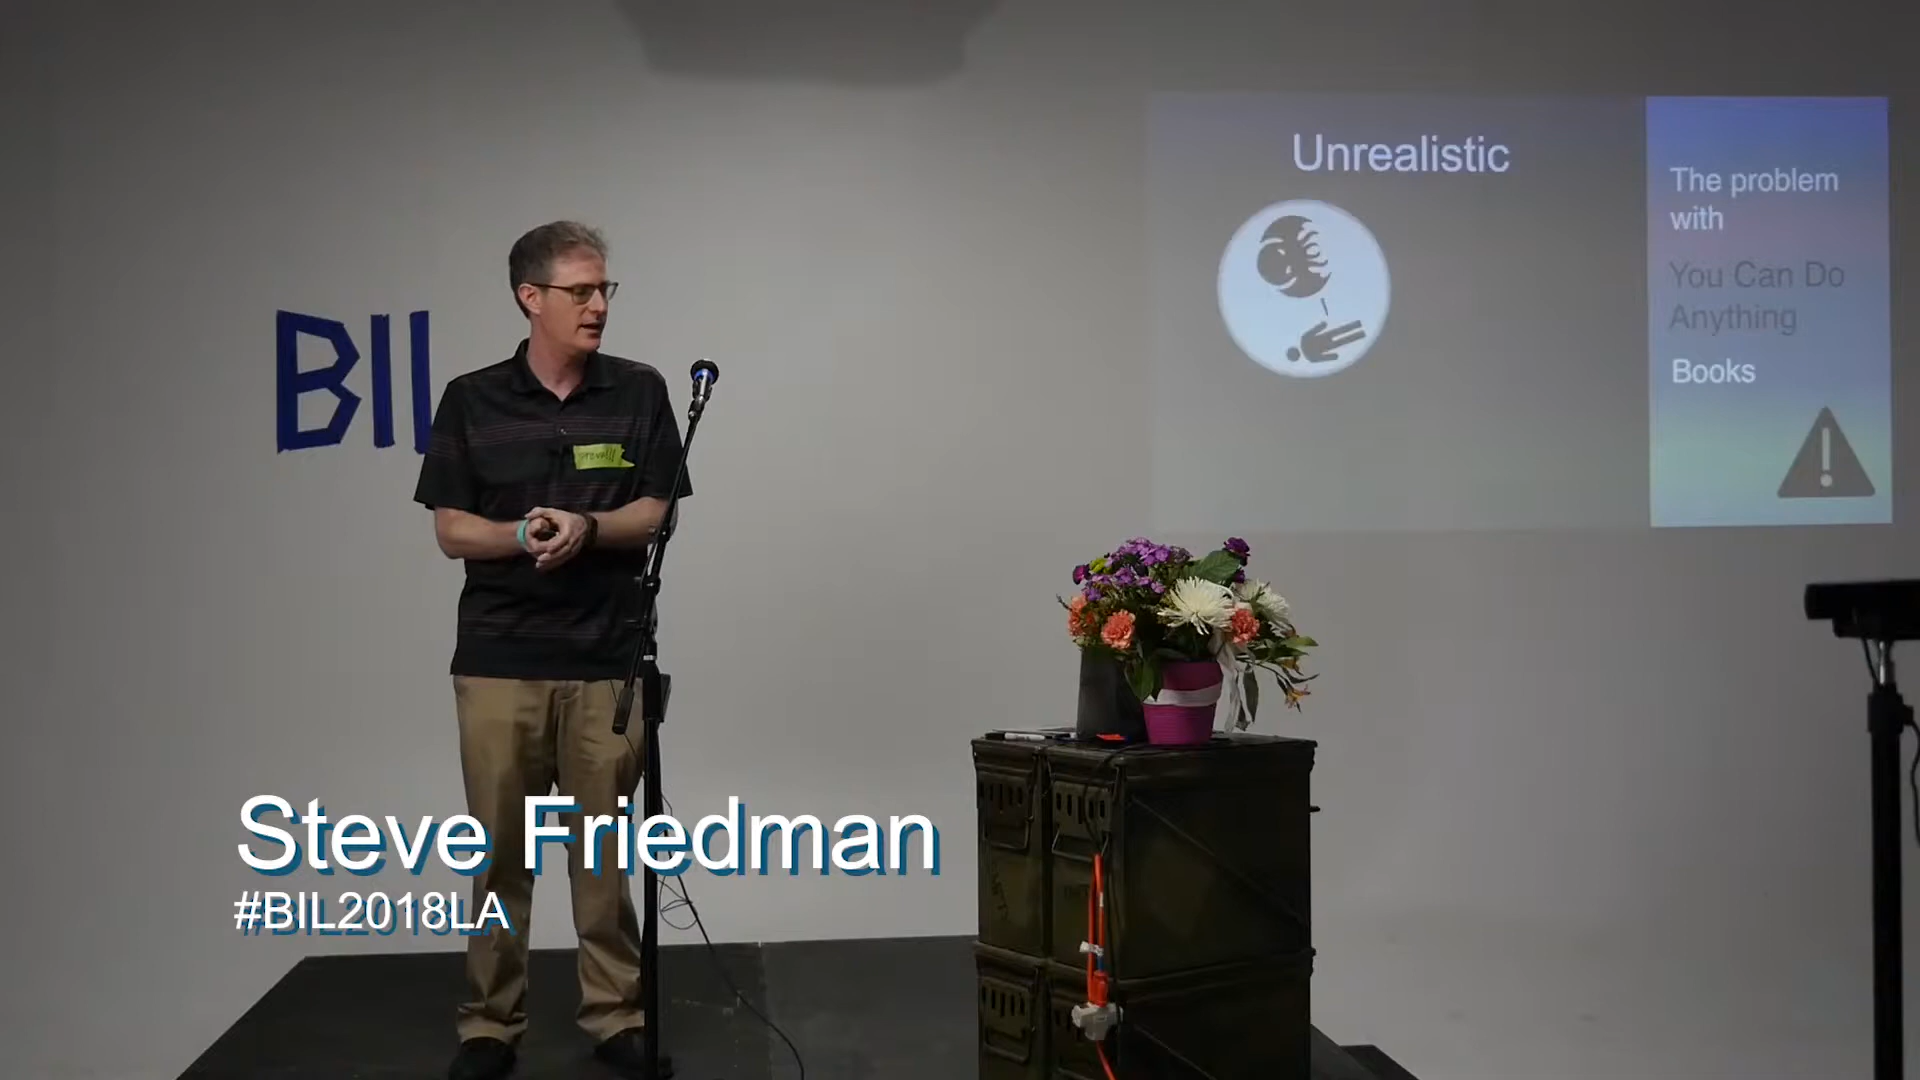 Unrealistic
The problem
with
You Can Do
Anything
Books
BIL
Steve Friedman
#BIL2018LA